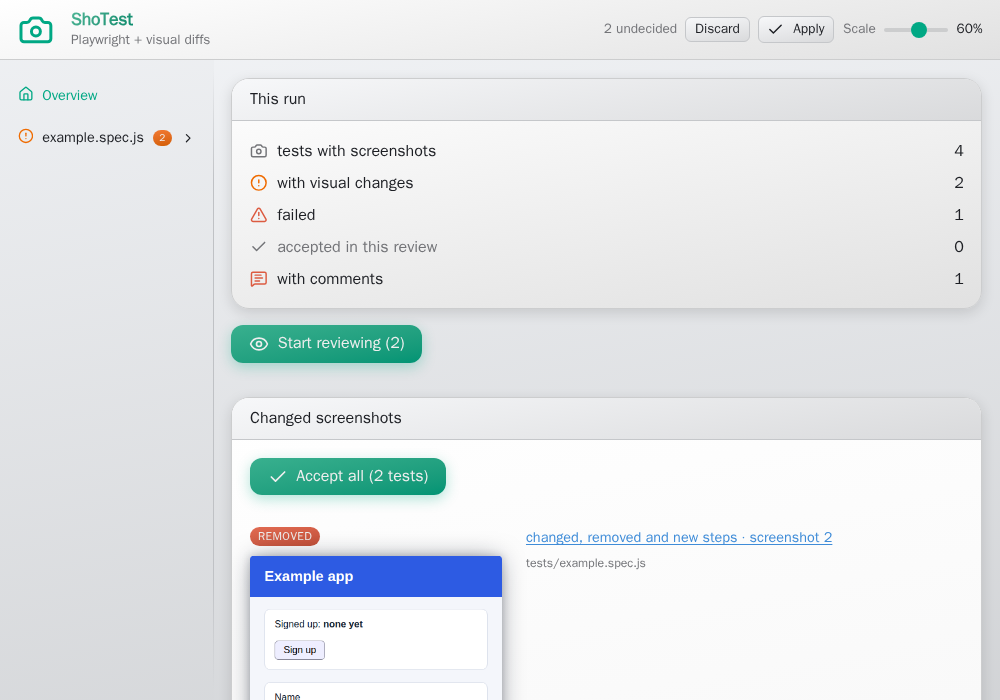 ShoTest
Playwright + visual diffs
2 undecided
Discard
Apply
Scale
60%
Overview
example.spec.js 2
This run
tests with screenshots 4
with visual changes 2
failed 1
accepted in this review 0
with comments 1
Start reviewing (2)
Changed screenshots
Accept all (2 tests)
REMOVED
changed, removed and new steps · screenshot 2
tests/example.spec.js
Example app
Signed up: none yet
Sign up
Name